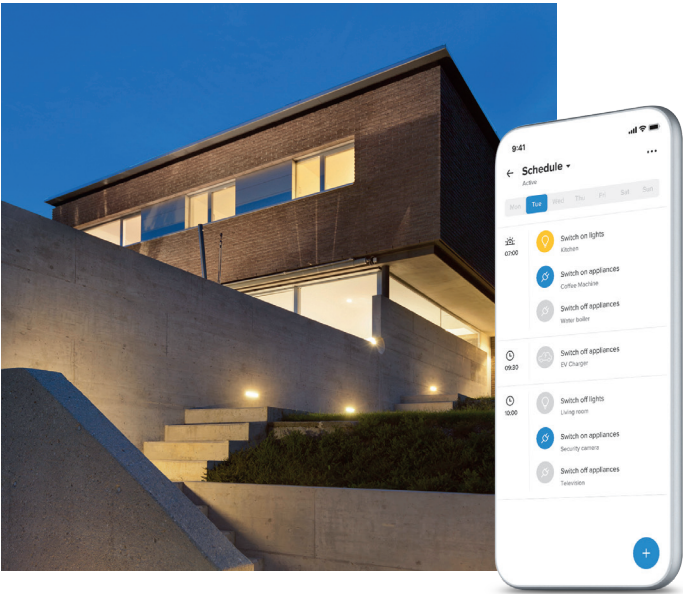 9:41
Schedule
Active
Mon Tue Wed Thu Fri Sat Sun
07:00
Switch on lights
Kitchen
Switch on appliances
Coffee Machine
Switch off appliances
Water boiler
09:30
Switch off appliances
EV Charger
10:00
Switch off lights
Living room
Switch on appliances
Security camera
Switch off appliances
Television